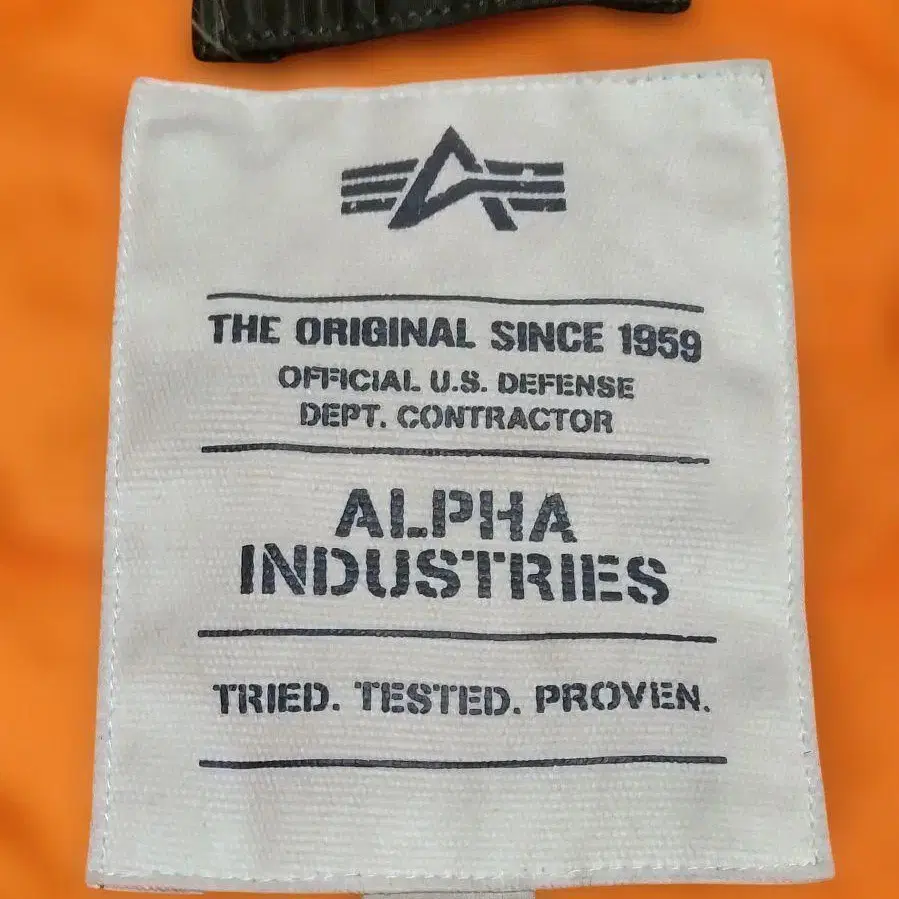 THE ORIGINAL SINCE 1959
OFFICIAL U.S. DEFENSE
DEPT. CONTRACTOR
ALPHA
INDUSTRIES
TRIED. TESTED. PROVEN.